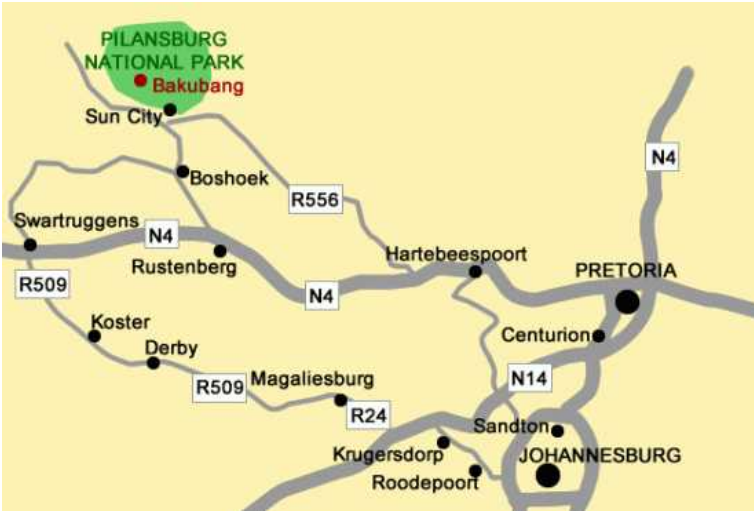 PILANSBURG
NATIONAL PARK
Bakubang
Sun City
N4
Boshoek
R556
Swartruggens
N4
Hartebeespoort
Rustenberg
PRETORIA
R509
N4
Koster
Centurion
Derby
Magaliesburg
N14
R509
R24
Sandton
Krugersdorp
JOHANNESBURG
Roodepoort